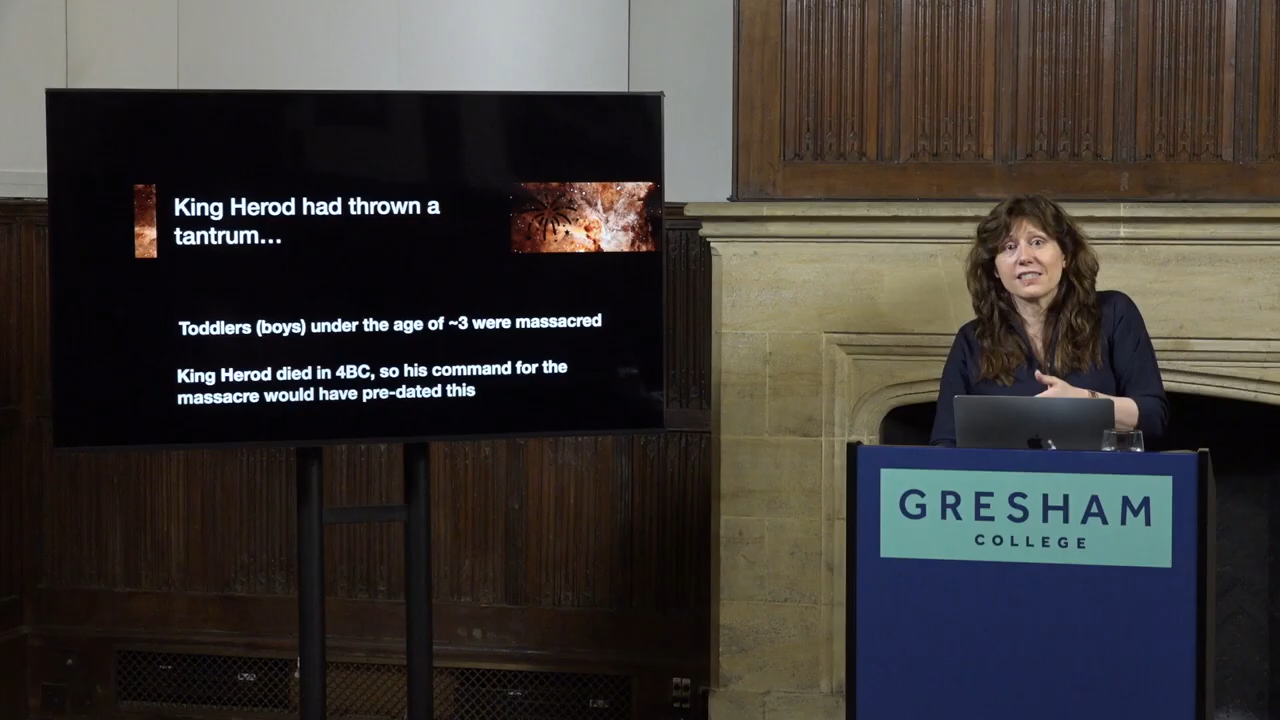 King Herod had thrown a
tantrum...
Toddlers (boys) under the age of ~3 were massacred
King Herod died in 4BC, so his command for the
massacre would have pre-dated this
GRESHAM
COLLEGE